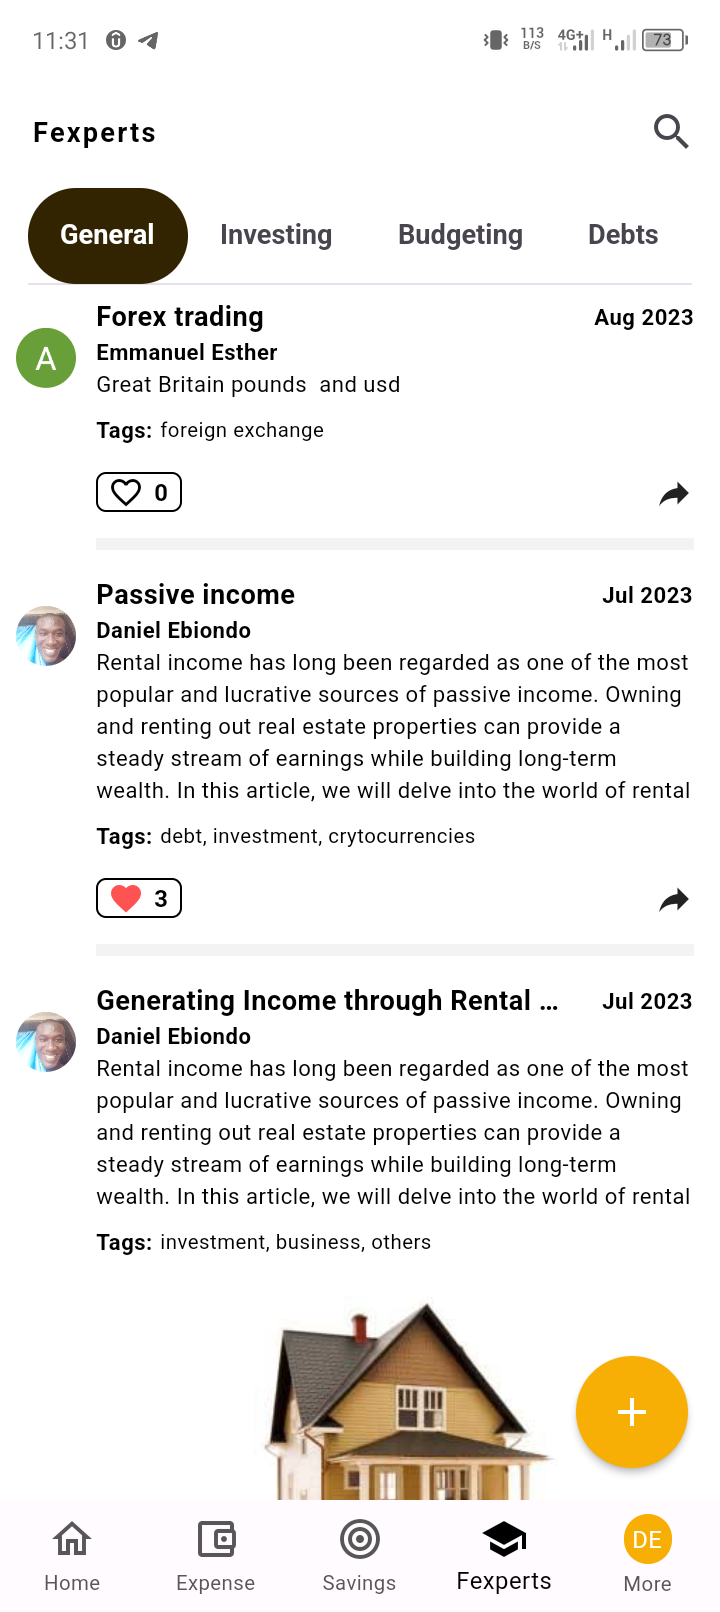 11:31
113
B/S
4G+
H
73
Fexperts
General Investing Budgeting Debts
Forex trading Aug 2023
A
Emmanuel Esther
Great Britain pounds  and usd
Tags: foreign exchange
0
Passive income Jul 2023
Daniel Ebiondo
Rental income has long been regarded as one of the most
popular and lucrative sources of passive income. Owning
and renting out real estate properties can provide a
steady stream of earnings while building long-term
wealth. In this article, we will delve into the world of rental
Tags: debt, investment, crytocurrencies
3
Generating Income through Rental ... Jul 2023
Daniel Ebiondo
Rental income has long been regarded as one of the most
popular and lucrative sources of passive income. Owning
and renting out real estate properties can provide a
steady stream of earnings while building long-term
wealth. In this article, we will delve into the world of rental
Tags: investment, business, others
+
DE
Home Expense Savings Fexperts More